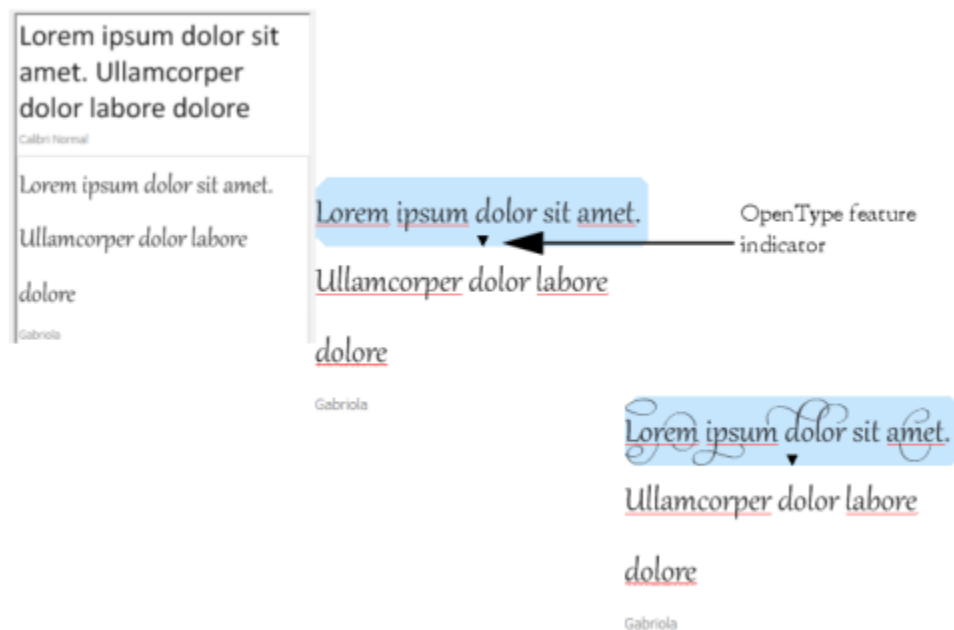 Lorem ipsum dolor sit
amet. Ullamcorper
dolor labore dolore
Calibri Normal
Lorem ipsum dolor sit amet.
Ullamcorper dolor labore
dolore
Gabriola
Lorem ipsum dolor sit amet.
Ullamcorper dolor labore
dolore
Gabriola
OpenType feature
indicator
Lorem ipsum dolor sit amet.
Ullamcorper dolor labore
dolore
Gabriola